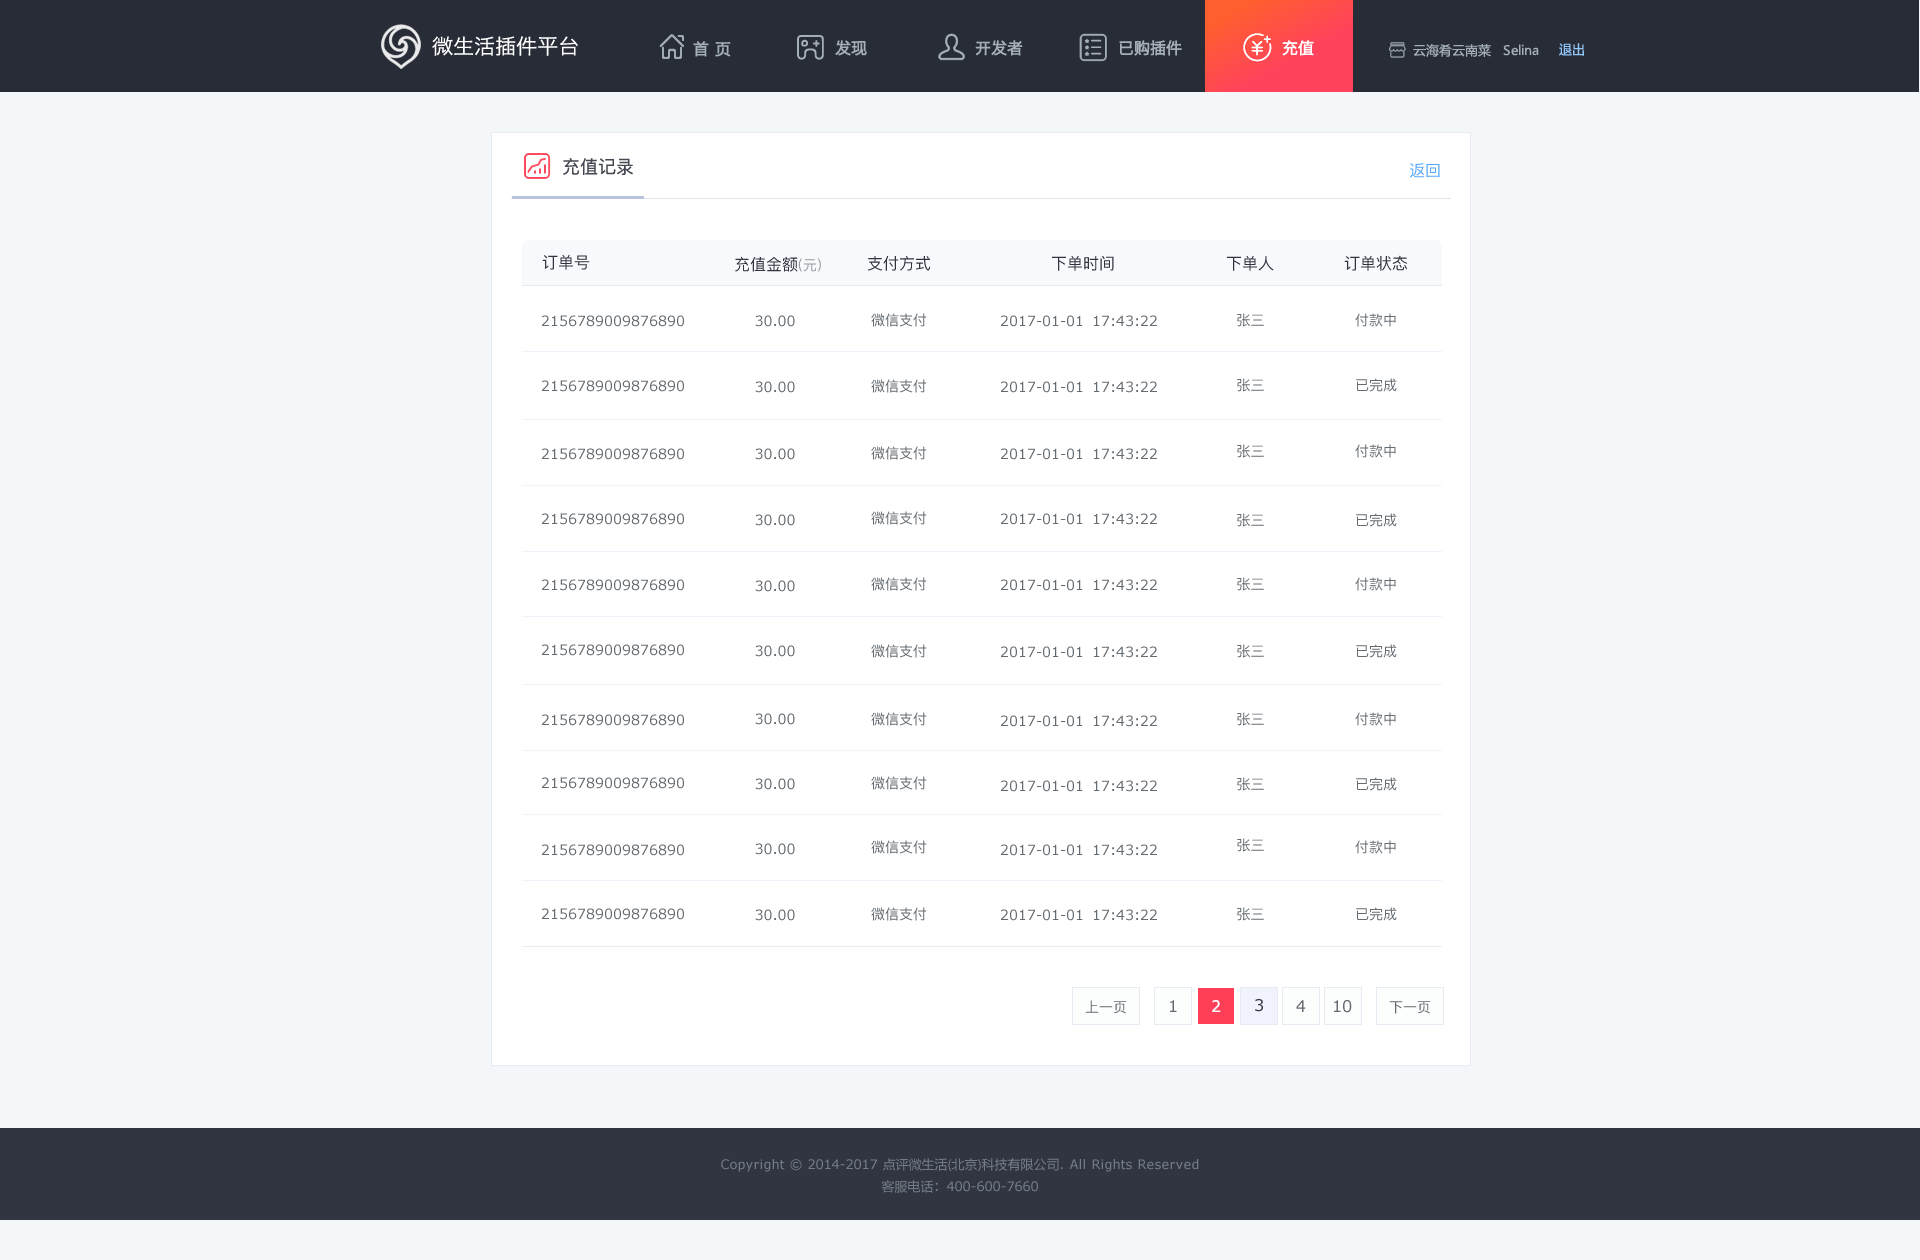 微生活插件平台 首 页 发现 开发者 已购插件 充值 云海肴云南菜 Selina 退出
充值记录 返回
订单号 充值金额(元) 支付方式 下单时间 下单人 订单状态
2156789009876890 30.00 微信支付 2017-01-01 17:43:22 张三 付款中
2156789009876890 30.00 微信支付 2017-01-01 17:43:22 张三 已完成
2156789009876890 30.00 微信支付 2017-01-01 17:43:22 张三 付款中
2156789009876890 30.00 微信支付 2017-01-01 17:43:22 张三 已完成
2156789009876890 30.00 微信支付 2017-01-01 17:43:22 张三 付款中
2156789009876890 30.00 微信支付 2017-01-01 17:43:22 张三 已完成
2156789009876890 30.00 微信支付 2017-01-01 17:43:22 张三 付款中
2156789009876890 30.00 微信支付 2017-01-01 17:43:22 张三 已完成
2156789009876890 30.00 微信支付 2017-01-01 17:43:22 张三 付款中
2156789009876890 30.00 微信支付 2017-01-01 17:43:22 张三 已完成
上一页 1 2 3 4 10 下一页
Copyright © 2014-2017 点评微生活(北京)科技有限公司. All Rights Reserved
客服电话：400-600-7660